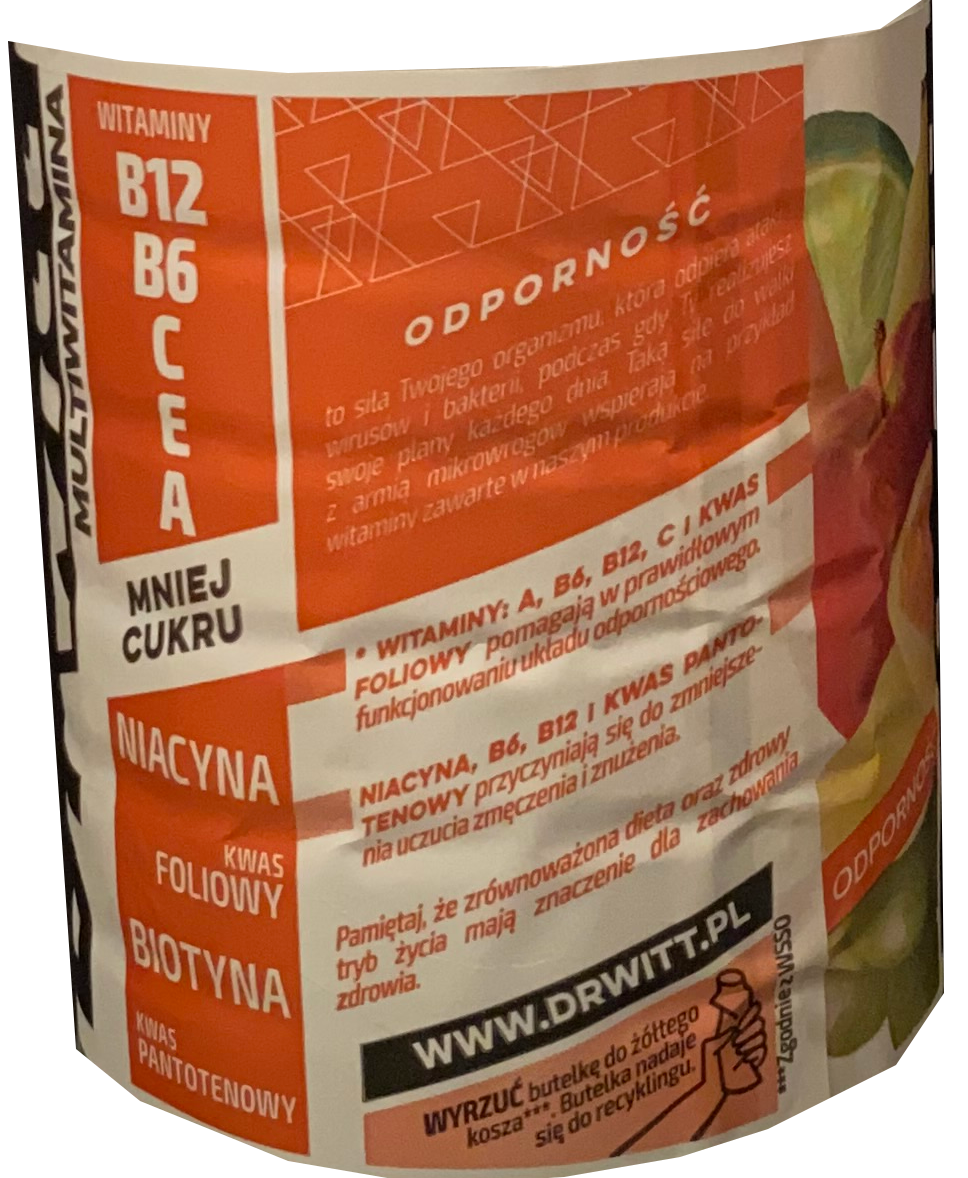 MULTIWITAMINA
WITAMINY
B12
B6
C
E
A
MNIEJ
CUKRU
NIACYNA
KWAS
FOLIOWY
BIOTYNA
KWAS
PANTOTENOWY
ODPORNOŚĆ
to siła Twojego organizmu, która odpiera ataki
wirusów i bakterii, podczas gdy Ty realizujesz
swoje plany każdego dnia. Taką siłę do walki
z armią mikrowrogów wspierają na przykład
witaminy zawarte w naszym produkcie.
• WITAMINY: A, B6, B12, C I KWAS
FOLIOWY pomagają w prawidłowym
funkcjonowaniu układu odpornościowego.
NIACYNA, B6, B12 I KWAS PANTO-
TENOWY przyczyniają się do zmniejsze-
nia uczucia zmęczenia i znużenia.
Pamiętaj, że zrównoważona dieta oraz zdrowy
tryb życia mają znaczenie dla zachowania
zdrowia.
WWW.DRWITT.PL
WYRZUĆ butelkę do żółtego
kosza***. Butelka nadaje
się do recyklingu.
***Zgodnie z WSSO
ODPORNOŚĆ